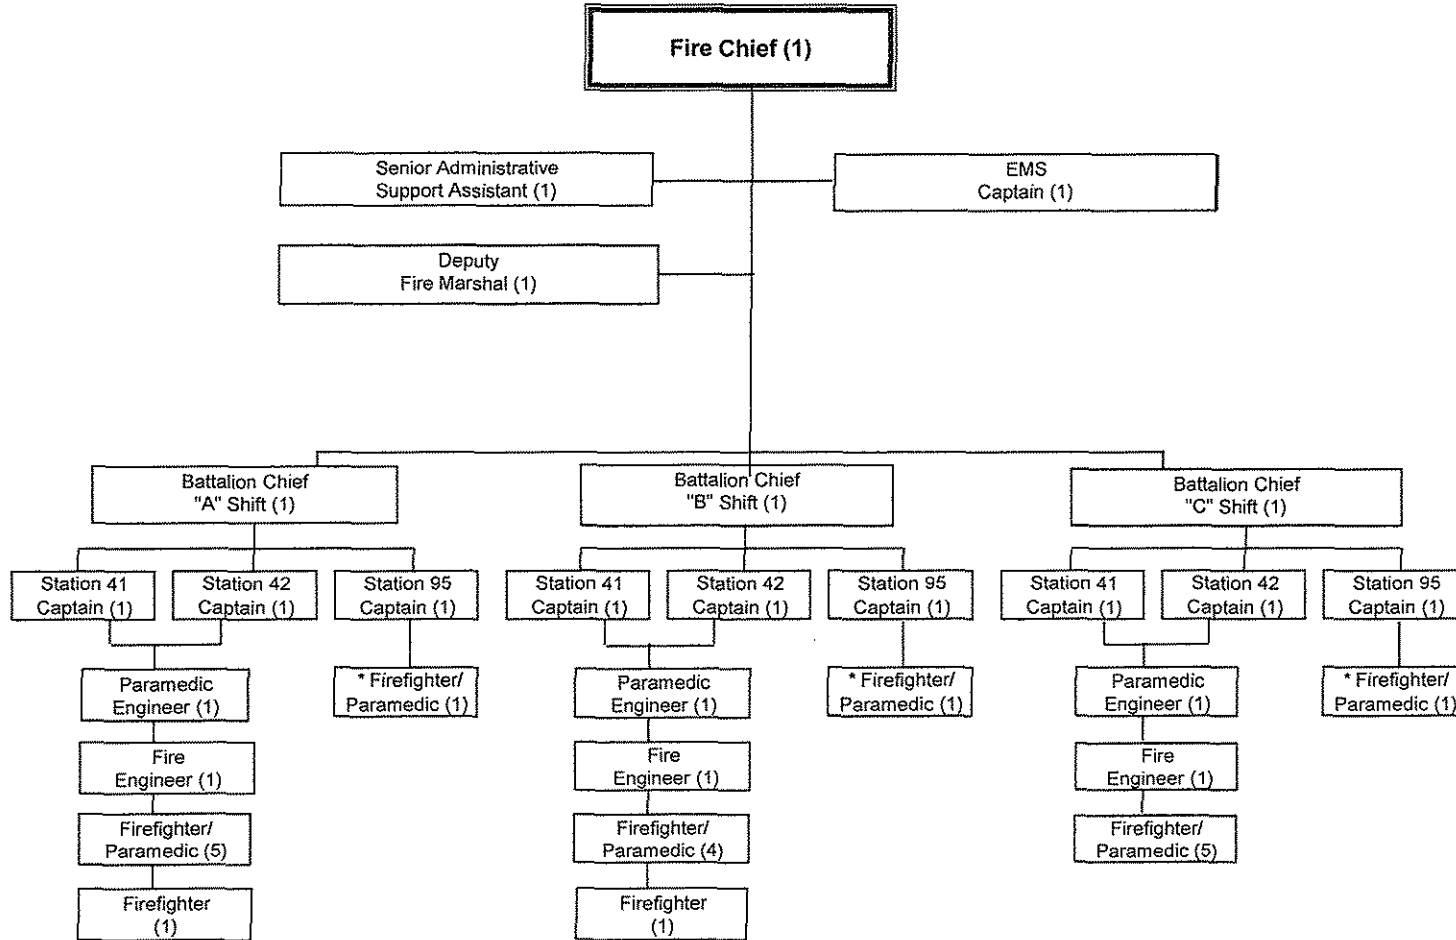 Fire Chief (1)
Senior Administrative
Support Assistant (1)
EMS
Captain (1)
Deputy
Fire Marshal (1)
Battalion Chief
"A" Shift (1)
Battalion Chief
"B" Shift (1)
Battalion Chief
"C" Shift (1)
Station 41
Captain (1)
Station 42
Captain (1)
Station 95
Captain (1)
Station 41
Captain (1)
Station 42
Captain (1)
Station 95
Captain (1)
Station 41
Captain (1)
Station 42
Captain (1)
Station 95
Captain (1)
Paramedic
Engineer (1)
* Firefighter/
Paramedic (1)
Paramedic
Engineer (1)
* Firefighter/
Paramedic (1)
Paramedic
Engineer (1)
* Firefighter/
Paramedic (1)
Fire
Engineer (1)
Fire
Engineer (1)
Fire
Engineer (1)
Firefighter/
Paramedic (5)
Firefighter/
Paramedic (4)
Firefighter/
Paramedic (5)
Firefighter
(1)
Firefighter
(1)